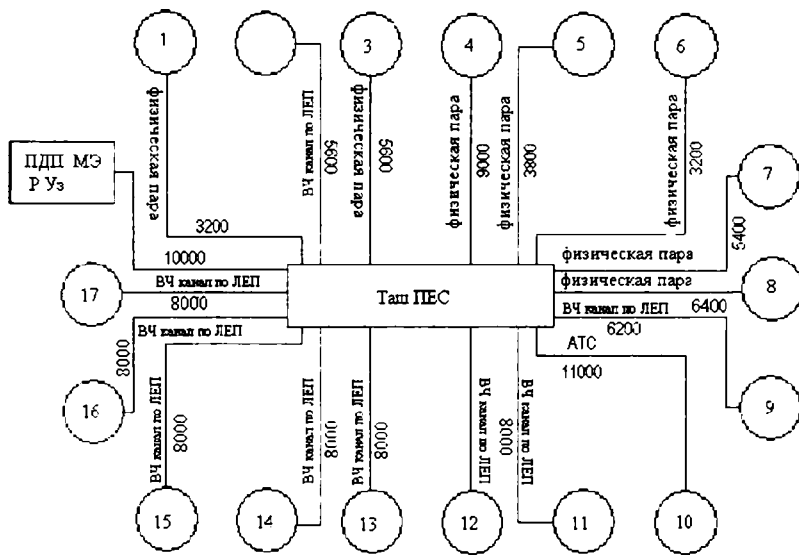 1
3
4
5
6
физическая пара
ВЧ канал по ЛЕП
5600
физическая пара
5600
физическая пара
9000
физическая пара
3800
физическая пара
3200
ПДП МЭ
Р Уз
3200
10000
7
6400
физическая пара
17
ВЧ канал по ЛЕП
8000
Таш ПЕС
физическая пара
8
6400
ВЧ канал по ЛЕП
6200
ВЧ канал по ЛЕП
8000
16
АТС
11000
9
ВЧ канал по ЛЕП
8000
ВЧ канал по ЛЕП
8000
ВЧ канал по ЛЕП
8000
ВЧ канал по ЛЕП
ВЧ канал по ЛЕП
8000
15
14
13
12
11
10